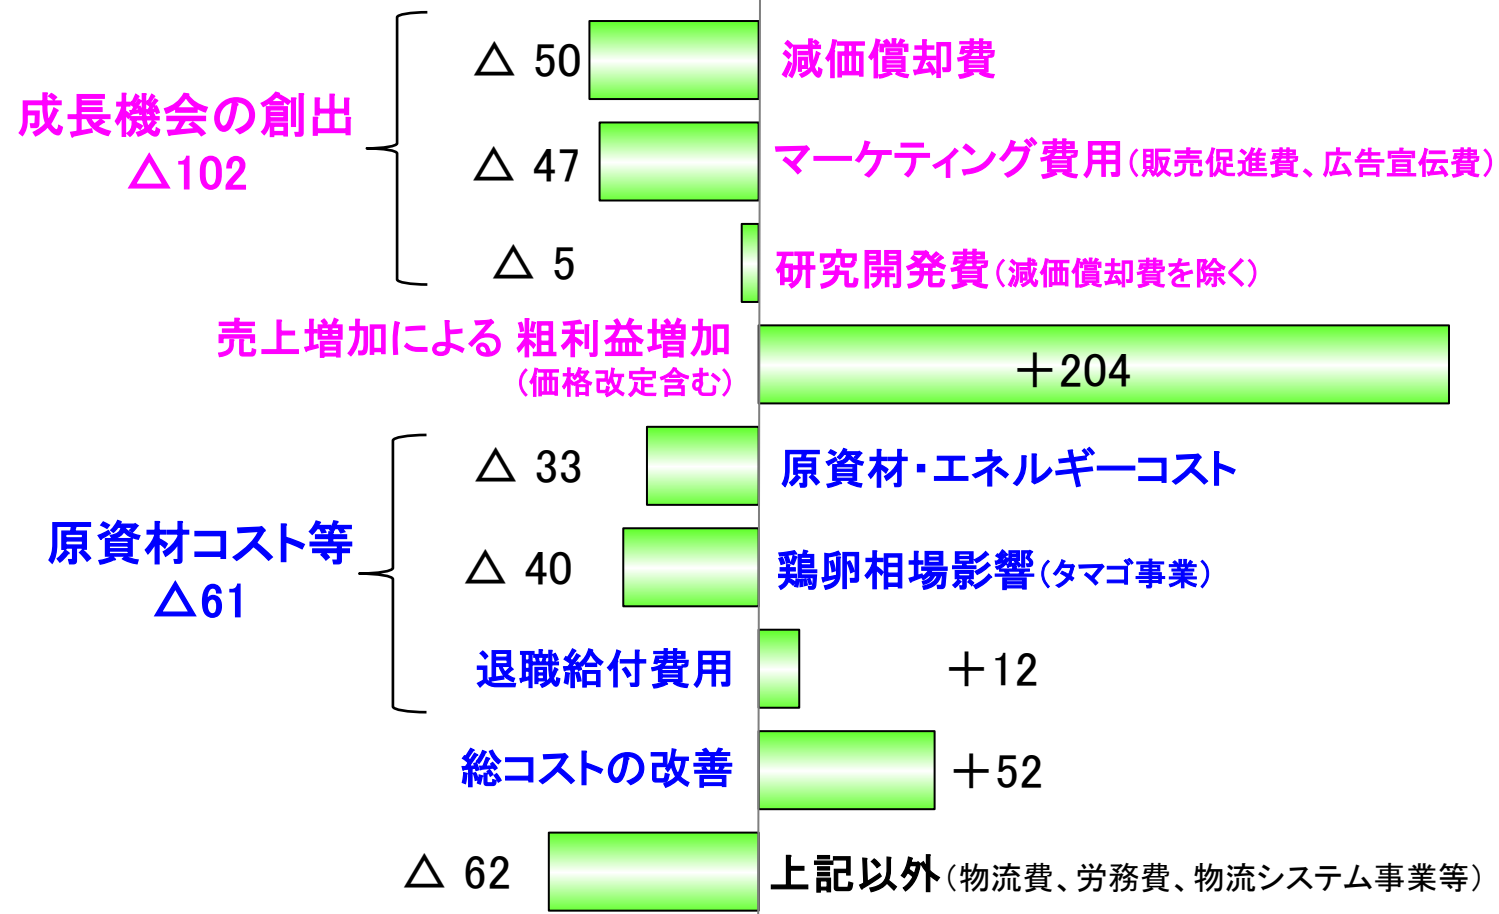 △ 50 減価償却費
成長機会の創出
△102
△ 47 マーケティング費用(販売促進費、広告宣伝費)
△ 5 研究開発費(減価償却費を除く)
売上増加による 粗利益増加
(価格改定含む)
+204
△ 33 原資材・エネルギーコスト
原資材コスト等
△61
△ 40 鶏卵相場影響(タマゴ事業)
退職給付費用 +12
総コストの改善 +52
△ 62 上記以外(物流費、労務費、物流システム事業等)